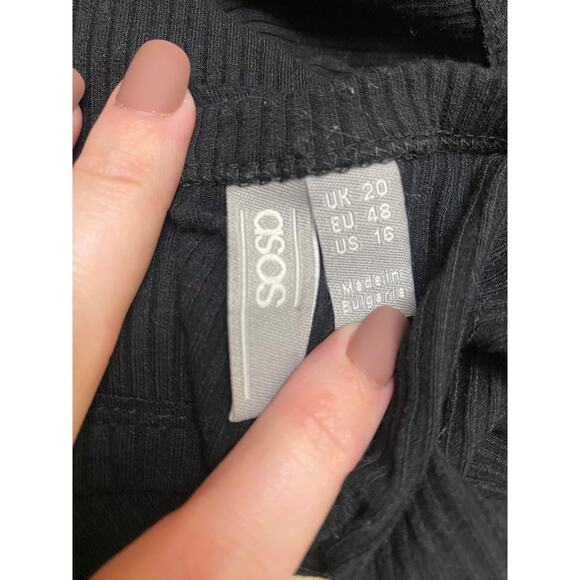 asos
UK 20
EU 48
US 16
Made in
Bulgaria